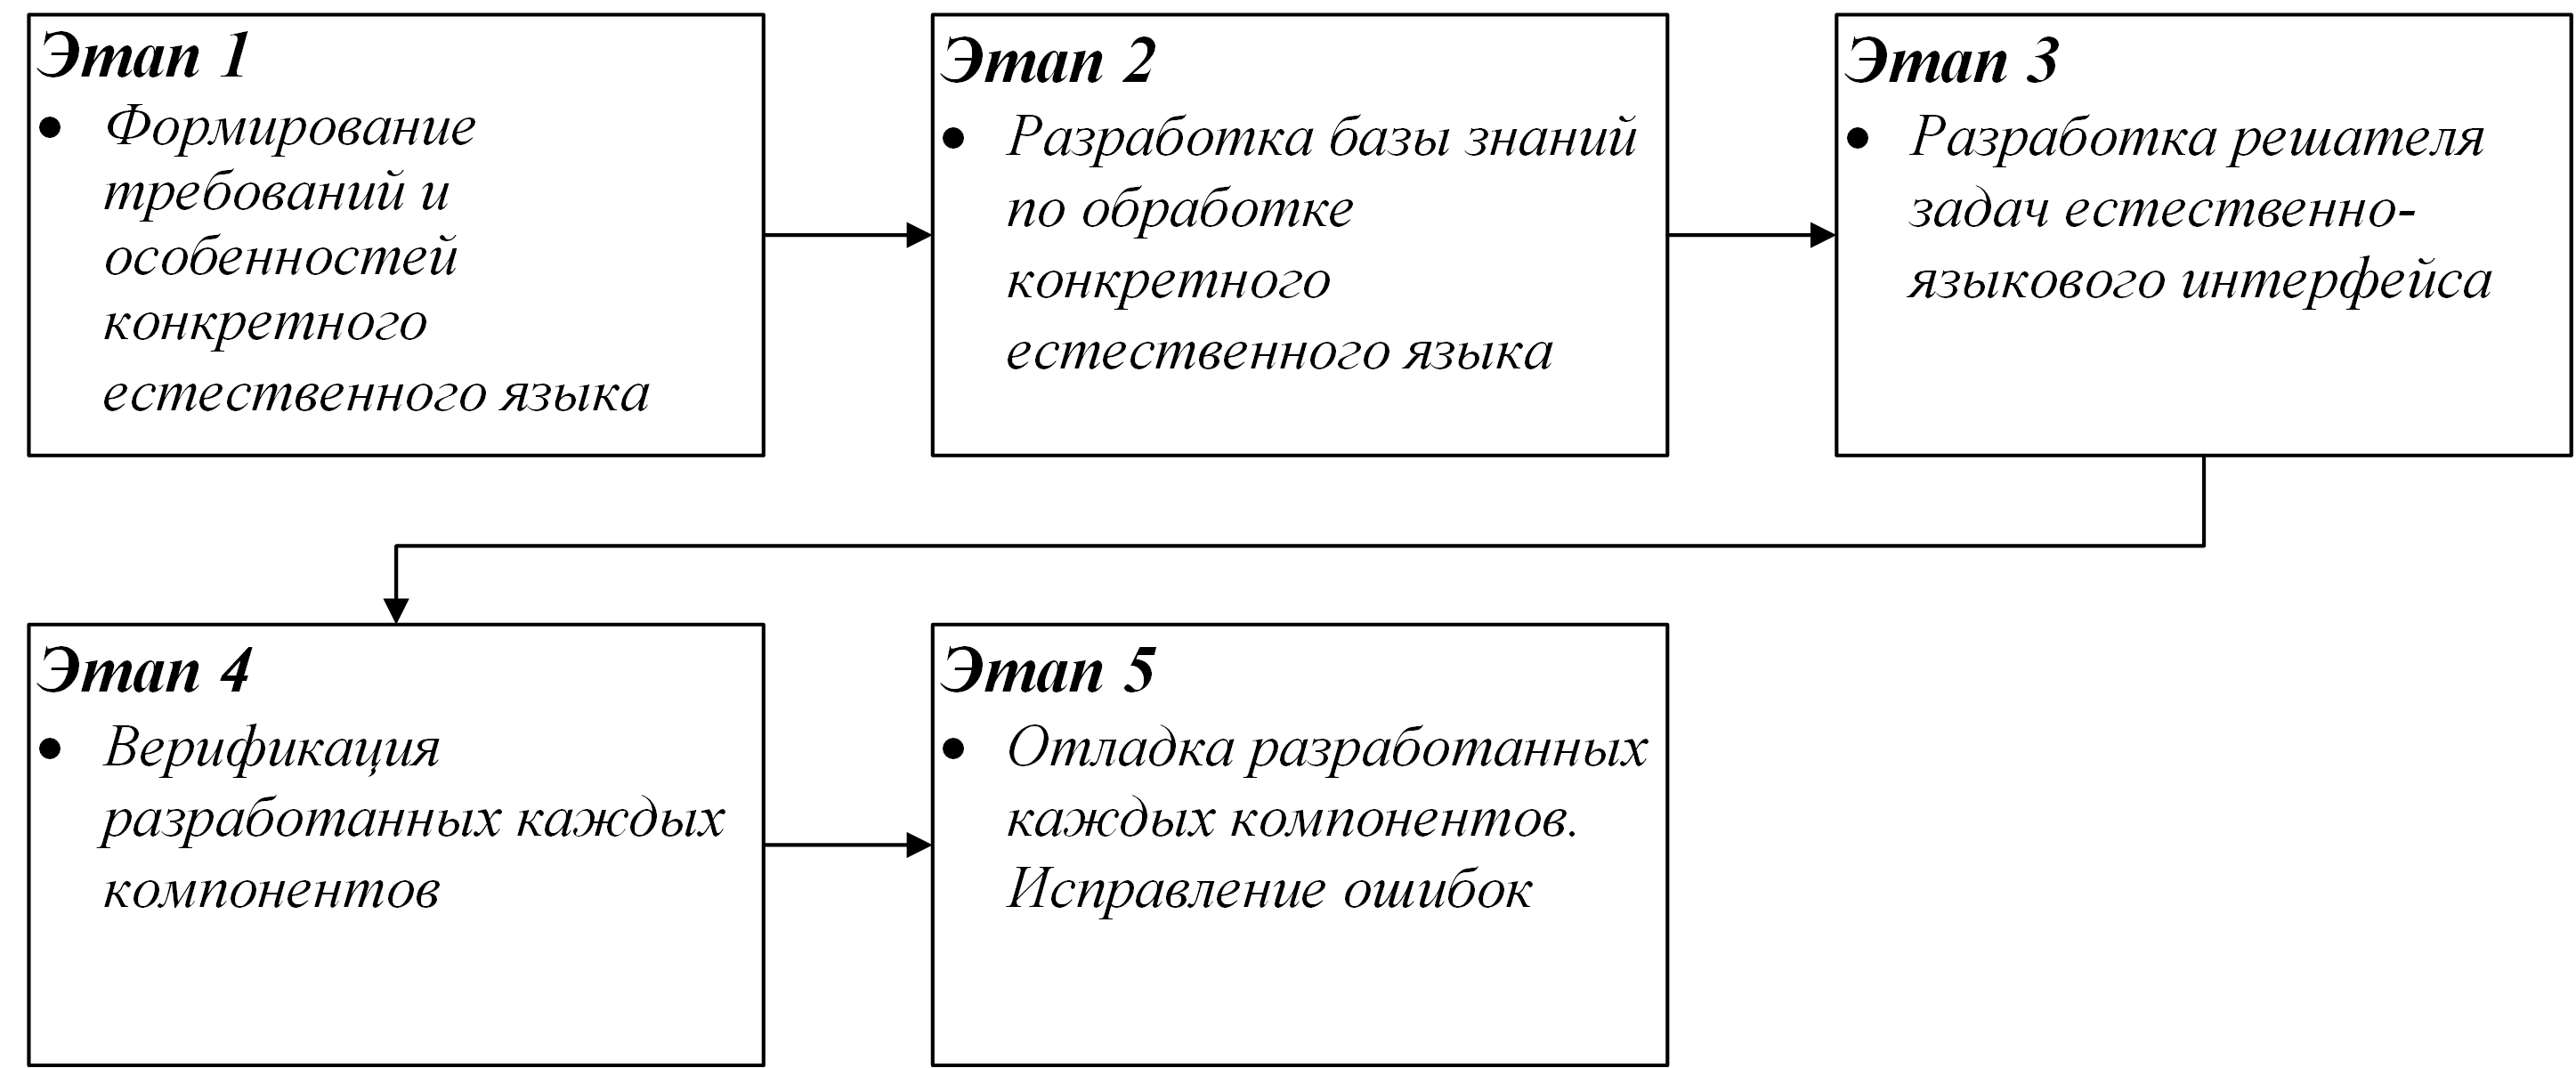 Этап 1
• Формирование
требований и
особенностей
конкретного
естественного языка
Этап 2
• Разработка базы знаний
по обработке
конкретного
естественного языка
Этап 3
• Разработка решателя
задач естественно-
языкового интерфейса
Этап 4
• Верификация
разработанных каждых
компонентов
Этап 5
• Отладка разработанных
каждых компонентов.
Исправление ошибок